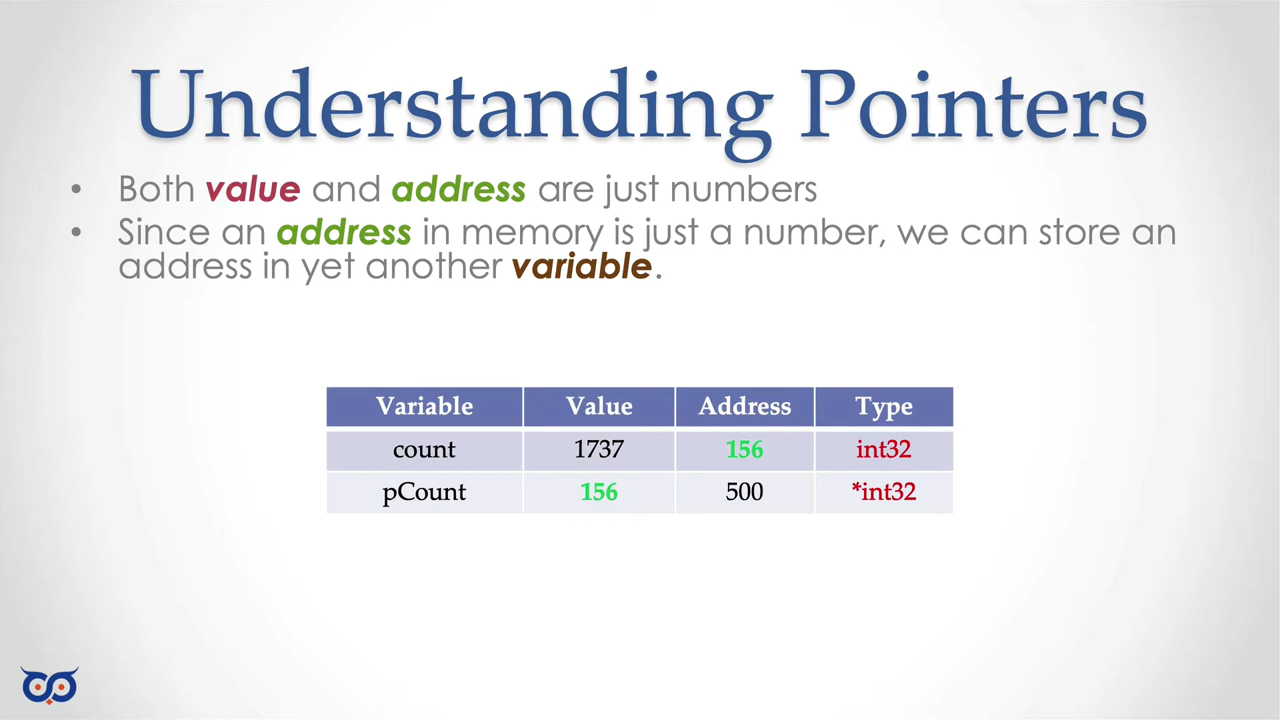 Understanding Pointers
• Both value and address are just numbers
• Since an address in memory is just a number, we can store an
address in yet another variable.
Variable Value Address Type
count 1737 156 int32
pCount 156 500 *int32